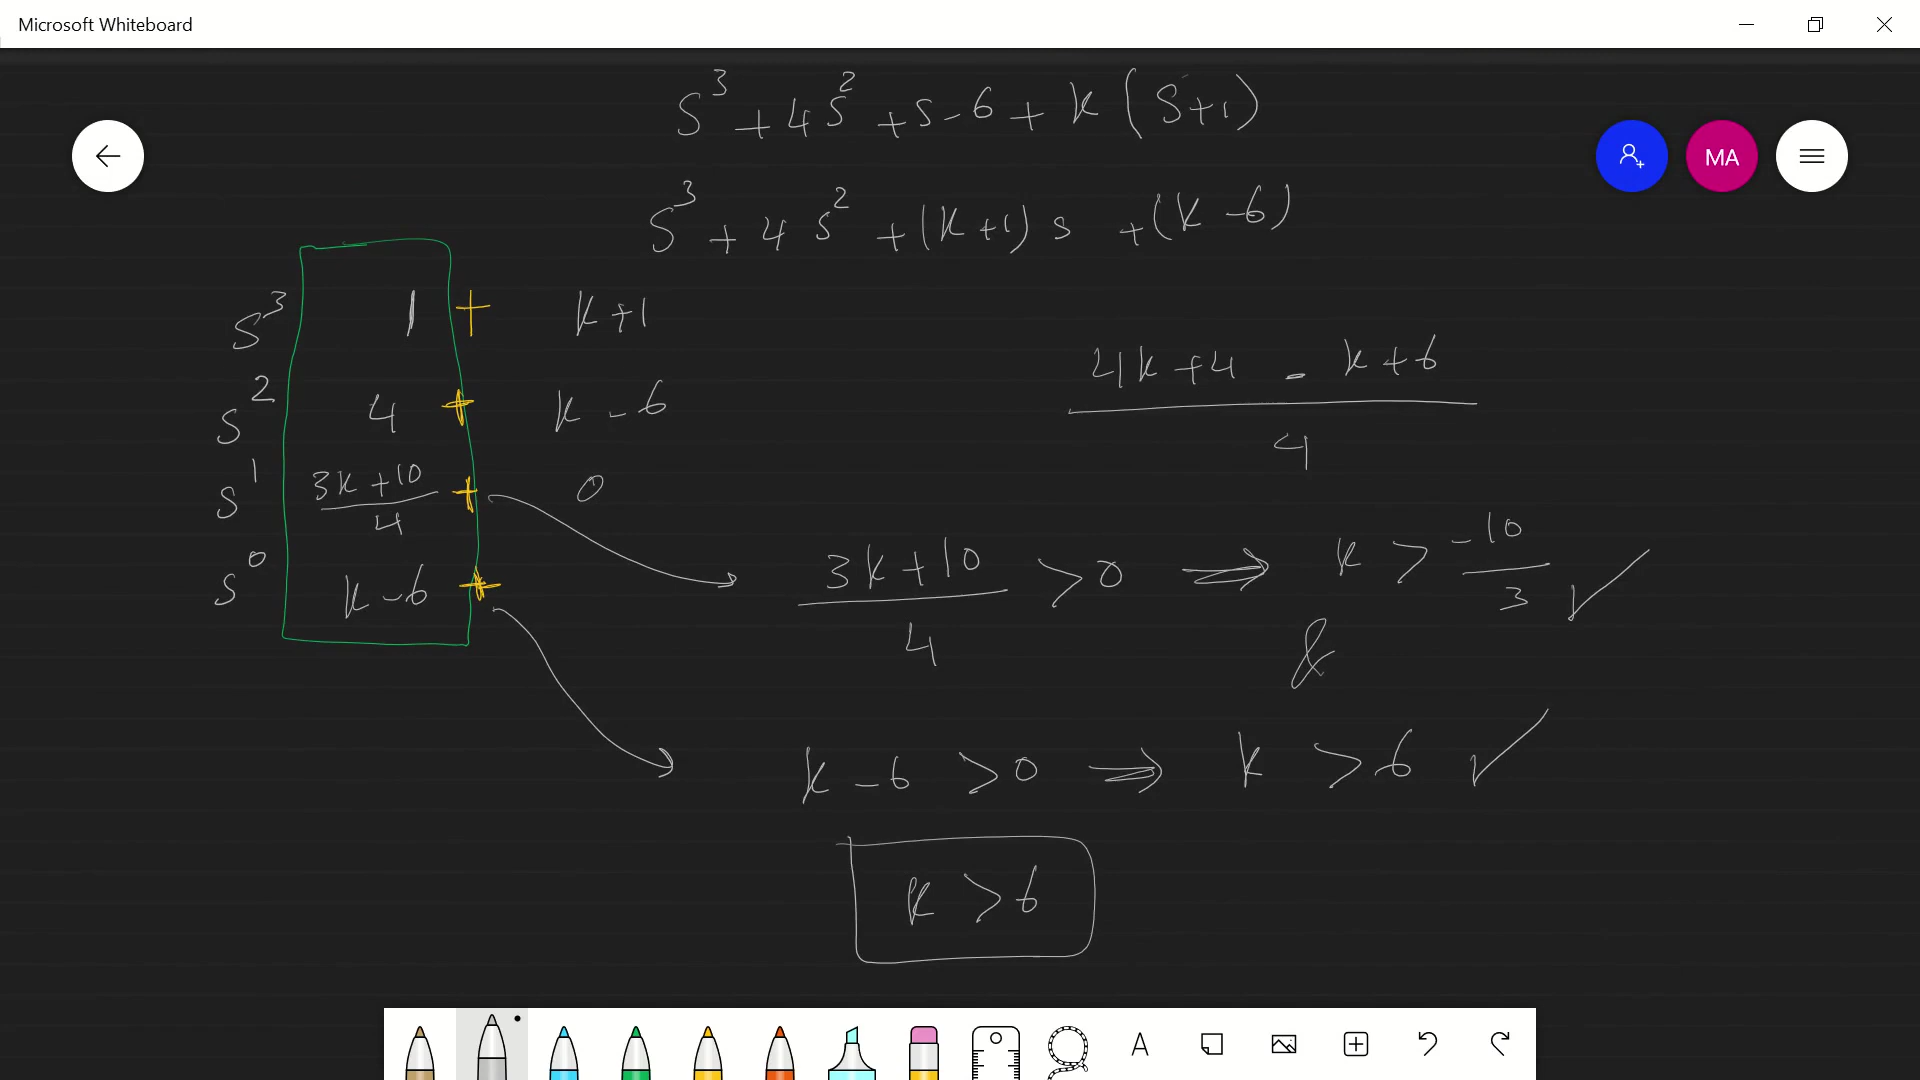 Microsoft Whiteboard
S³ + 4s² + s - 6 + k (s+1)
MA
S³ + 4s² + (k+1) s + (k - 6)
S³ 1 + k+1
4k+4 - k+6
4
S² 4 + k - 6
S¹ 3k+10
4 + 0
3k+10
4 >0 ⇒ k > -10
3 ✓
S⁰ k-6 +
&
k - 6 >0 ⇒ k > 6 ✓
k > 6
A